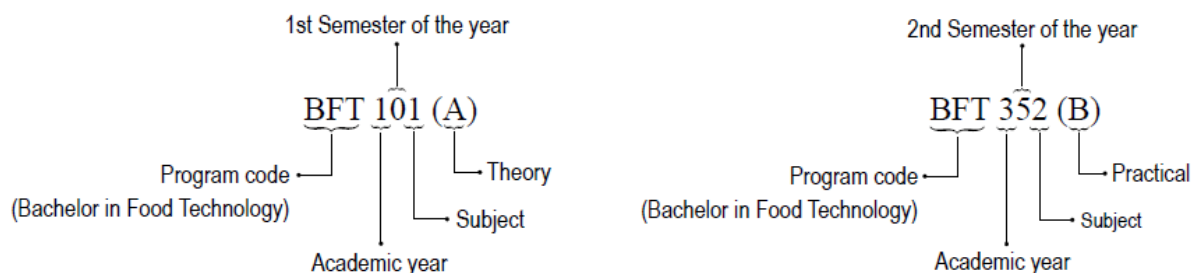 1st Semester of the year
BFT 101 (A)
Program code
(Bachelor in Food Technology)
Theory
Subject
Academic year
2nd Semester of the year
BFT 352 (B)
Program code
(Bachelor in Food Technology)
Practical
Subject
Academic year